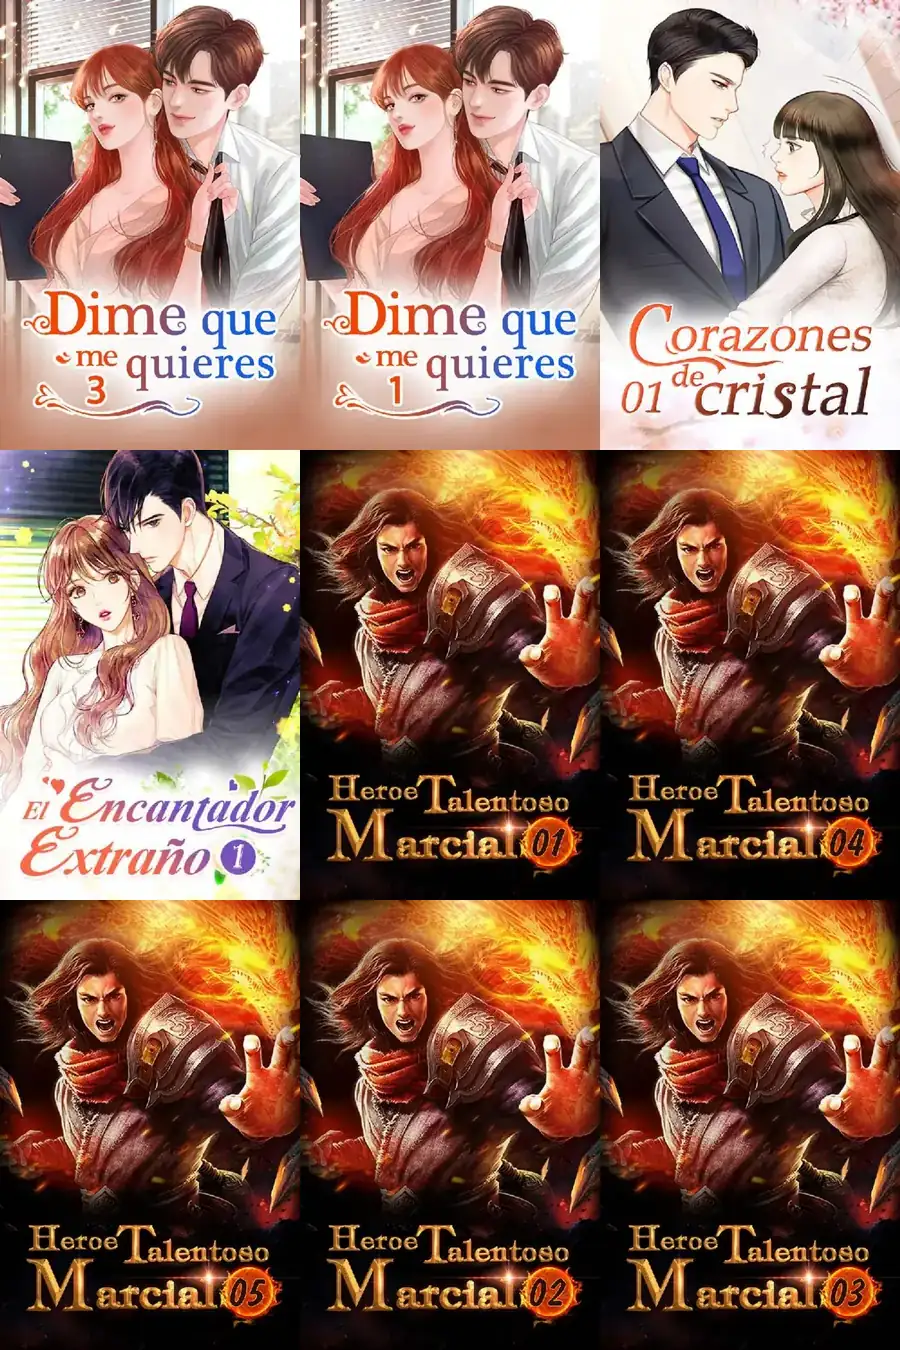 Dime que
me quieres
3
Dime que
me quieres
1
Corazones
de
01 cristal
El Encantador
Extraño 1
Heroe Talentoso
Marcial 01
Heroe Talentoso
Marcial 04
Heroe Talentoso
Marcial 05
Heroe Talentoso
Marcial 02
Heroe Talentoso
Marcial 03